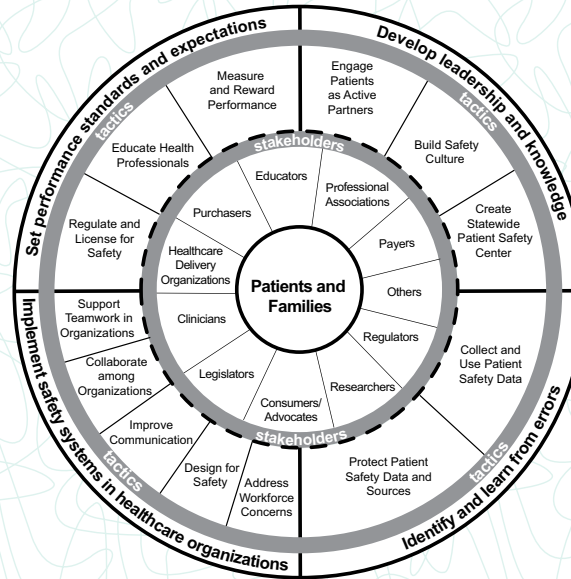 Set performance standards and expectations
Develop leadership and knowledge
Implement safety systems in healthcare organizations
Identify and learn from errors
tactics
tactics
tactics
tactics
Measure
and Reward
Performance
Educate Health
Professionals
Regulate and
License for
Safety
Engage
Patients
as Active
Partners
Build Safety
Culture
Create
Statewide
Patient Safety
Center
Support
Teamwork in
Organizations
Collaborate
among
Organizations
Improve
Communication
Design for
Safety
Address
Workforce
Concerns
Collect and
Use Patient
Safety Data
Protect Patient
Safety Data and
Sources
stakeholders
Educators
Professional
Associations
Purchasers
Payers
Healthcare
Delivery
Organizations
Others
Clinicians
Regulators
Legislators
Researchers
Consumers/
Advocates
stakeholders
Patients and
Families